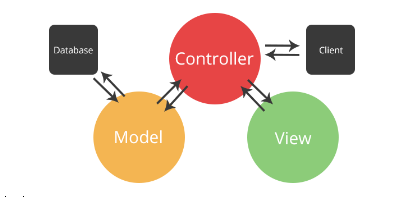 Database
Controller
Client
Model
View